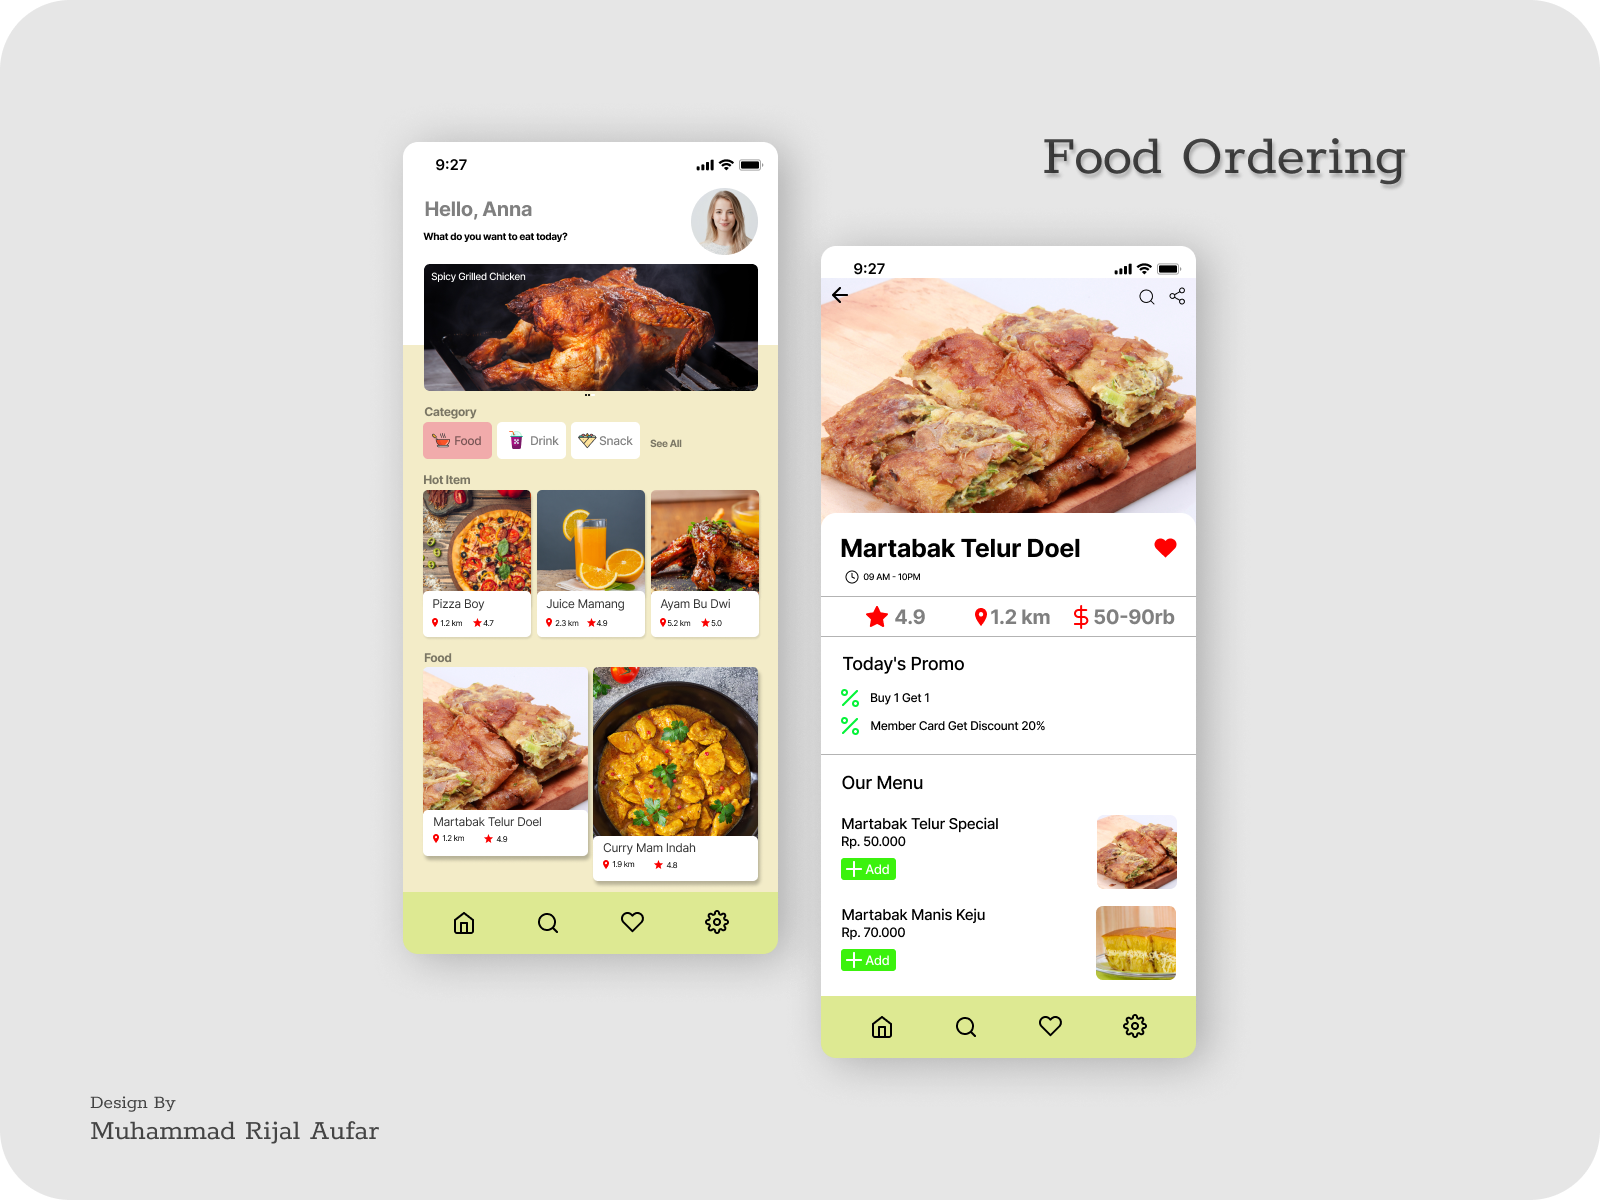 Food Ordering
9:27
Hello, Anna
What do you want to eat today?
Spicy Grilled Chicken
Category
Food
Drink
Snack
See All
Hot Item
Pizza Boy
1.2 km
4.7
Juice Mamang
2.3 km
4.9
Ayam Bu Dwi
5.2 km
5.0
Food
Martabak Telur Doel
1.2 km
4.9
Curry Mam Indah
1.9 km
4.8
9:27
Martabak Telur Doel
09 AM - 10PM
4.9
1.2 km
$ 50-90rb
Today's Promo
% Buy 1 Get 1
% Member Card Get Discount 20%
Our Menu
Martabak Telur Special
Rp. 50.000
+ Add
Martabak Manis Keju
Rp. 70.000
+ Add
Design By
Muhammad Rijal Aufar